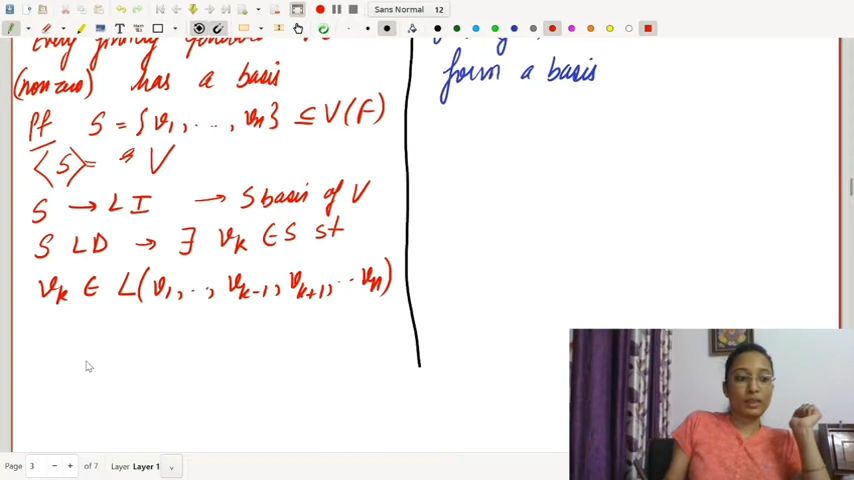 Sans Normal 12
Every
(non zero) has a basis
Pf S = {v1, ..., vn} ⊆ V(F)
<S> = V
S → L I → S basis of V
S LD → ∃ vk ∈ S st
vk ∈ L(v1, .., vk-1, vk+1, .. vn)
form a basis
Page 3 - + of 7 Layer Layer 1